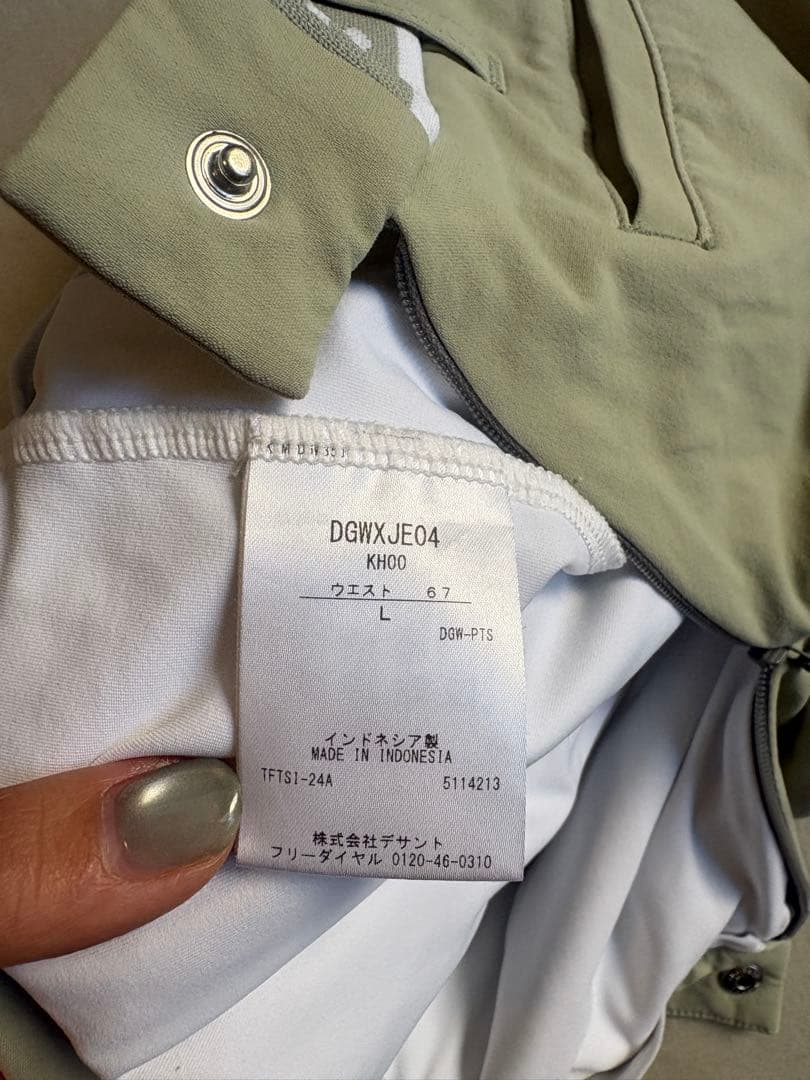 DGWXJE04
KH00
ウエスト 67
L
DGW-PTS
インドネシア製
MADE IN INDONESIA
TFTSI-24A 5114213
株式会社デサント
フリーダイヤル 0120-46-0310